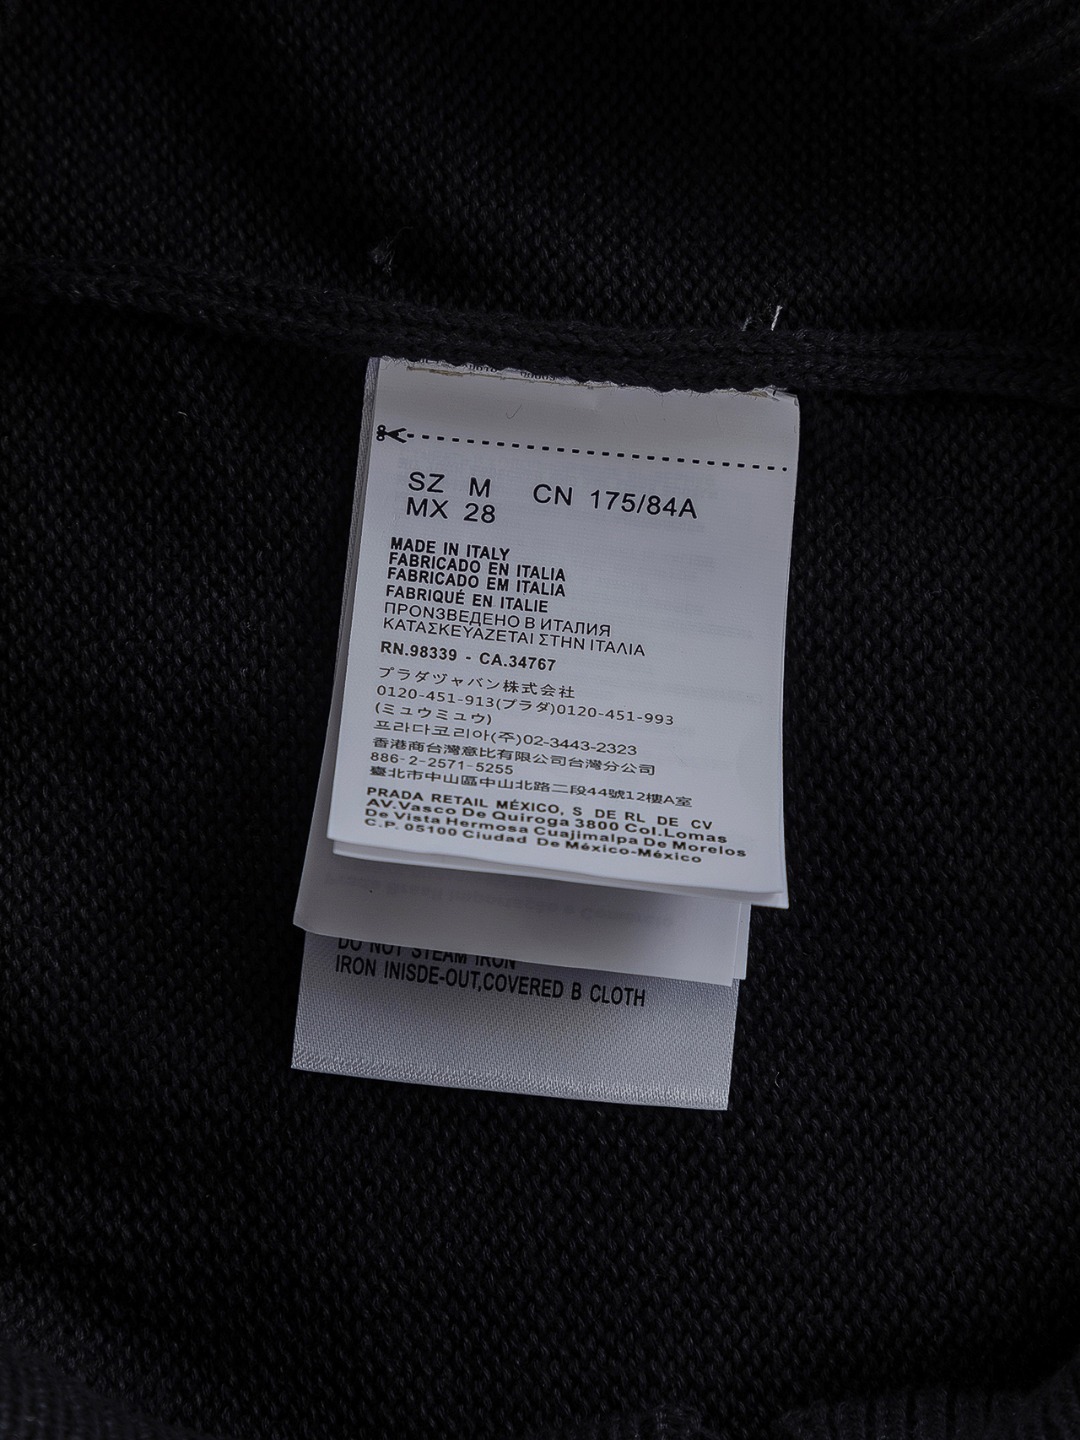 SZ M CN 175/84A
MX 28
MADE IN ITALY
FABRICADO EN ITALIA
FABRICADO EM ITALIA
FABRIQUÉ EN ITALIE
ПРОНЗВЕДЕНО В ИТАЛИЯ
ΚΑΤΑΣΚΕΥΆΖΕΤΑΙ ΣΤΗΝ ΙΤΑΛΙΑ
RN.98339 - CA.34767
プラダヅャバン株式会社
0120-451-913(プラダ)0120-451-993
(ミュウミュウ)
프라다코리아(주)02-3443-2323
香港商台灣意比有限公司台灣分公司
886-2-2571-5255
臺北市中山區中山北路二段44號12樓A室
PRADA RETAIL MÉXICO, S DE RL DE CV
AV.Vasco De Quiroga 3800 Col.Lomas
De Vista Hermosa Cuajimalpa De Morelos
C.P. 05100 Ciudad De México-México
DO NOT STEAM IRON
IRON INISDE-OUT,COVERED B CLOTH